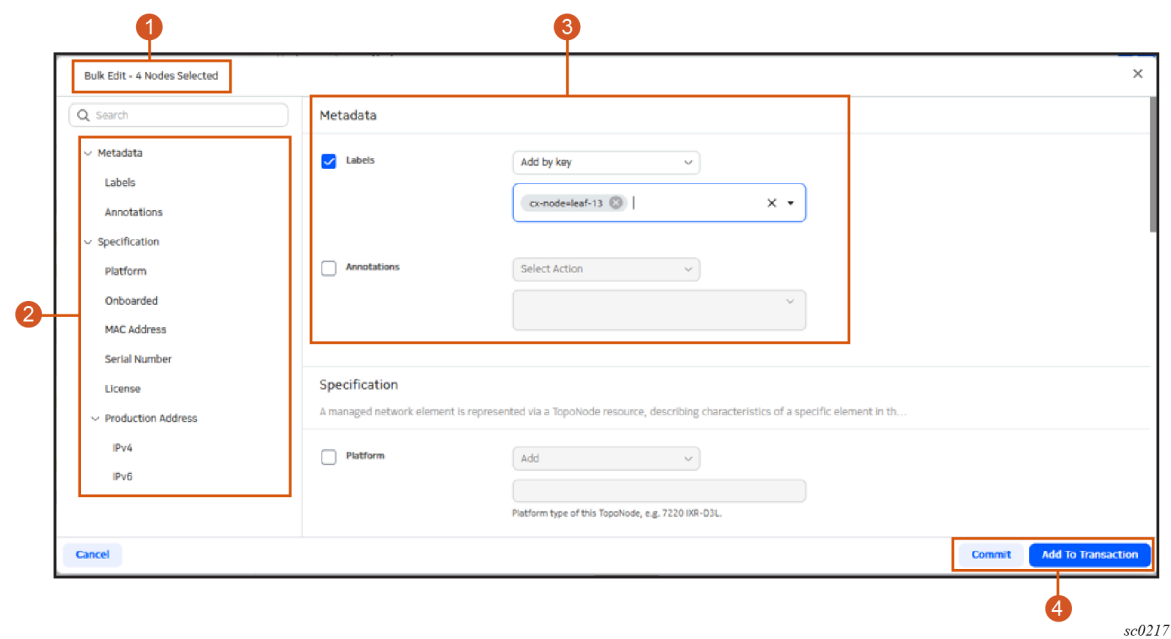 1
3
Bulk Edit - 4 Nodes Selected
Search
Metadata
Labels
Annotations
Specification
Platform
Onboarded
MAC Address
Serial Number
License
Production Address
IPv4
IPv6
2
Metadata
Labels
Add by key
cx-node=leaf-13
Annotations
Select Action
Specification
A managed network element is represented via a TopoNode resource, describing characteristics of a specific element in th...
Platform
Add
Platform type of this TopoNode, e.g. 7220 IXR-D3L.
Cancel
Commit
Add To Transaction
4
sc0217